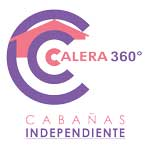 CALERA 360°
CABAÑAS
INDEPENDIENTE